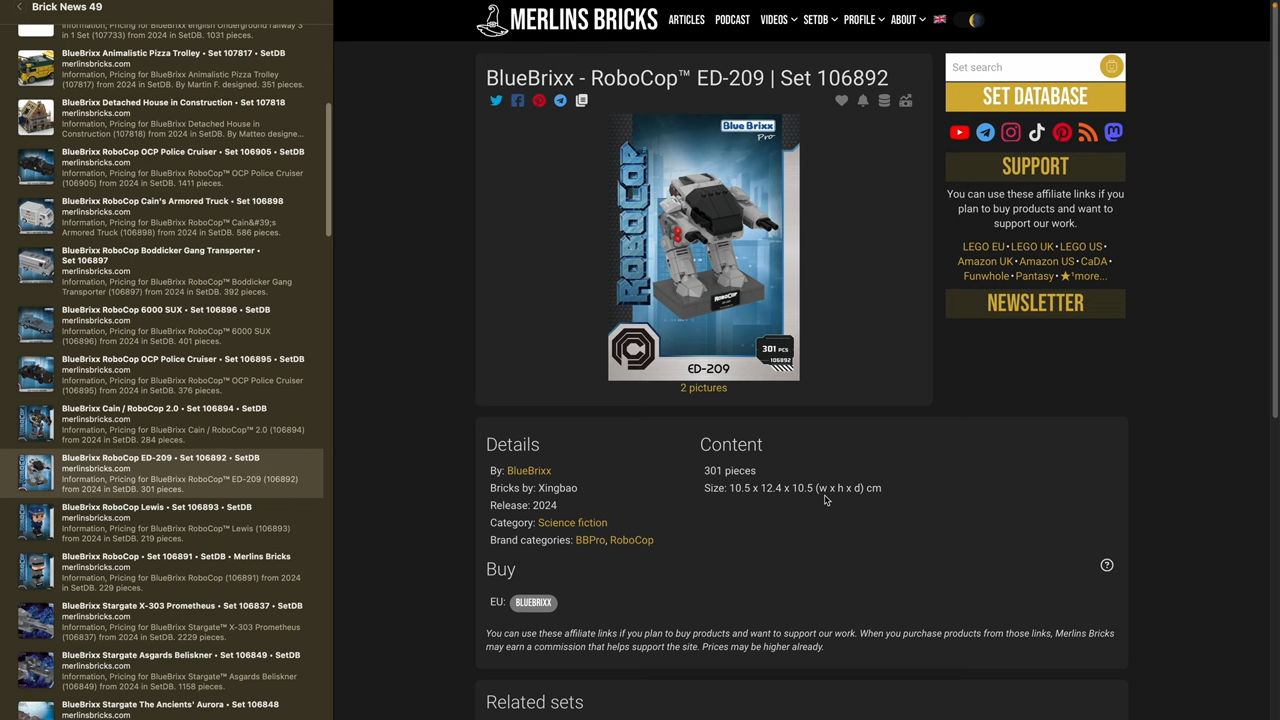 Brick News 49
BlueBrixx english Underground railway 3
in 1 Set (107733) from 2024 in SetDB. 1031 pieces.
BlueBrixx Animalistic Pizza Trolley • Set 107817 • SetDB
merlinsbricks.com
Information, Pricing for BlueBrixx Animalistic Pizza Trolley
(107817) from 2024 in SetDB. By Martin F. designed. 351 pieces.
BlueBrixx Detached House in Construction • Set 107818
merlinsbricks.com
Information, Pricing for BlueBrixx Detached House in
Construction (107818) from 2024 in SetDB. By Matteo designe...
BlueBrixx RoboCop OCP Police Cruiser • Set 106905 • SetDB
merlinsbricks.com
Information, Pricing for BlueBrixx RoboCop™ OCP Police Cruiser
(106905) from 2024 in SetDB. 1411 pieces.
BlueBrixx RoboCop Cain's Armored Truck • Set 106898
merlinsbricks.com
Information, Pricing for BlueBrixx RoboCop™ Cain&#39;s
Armored Truck (106898) from 2024 in SetDB. 586 pieces.
BlueBrixx RoboCop Boddicker Gang Transporter •
Set 106897
merlinsbricks.com
Information, Pricing for BlueBrixx RoboCop™ Boddicker Gang
Transporter (106897) from 2024 in SetDB. 392 pieces.
BlueBrixx RoboCop 6000 SUX • Set 106896 • SetDB
merlinsbricks.com
Information, Pricing for BlueBrixx RoboCop™ 6000 SUX
(106896) from 2024 in SetDB. 401 pieces.
BlueBrixx RoboCop OCP Police Cruiser • Set 106895 • SetDB
merlinsbricks.com
Information, Pricing for BlueBrixx RoboCop™ OCP Police Cruiser
(106895) from 2024 in SetDB. 376 pieces.
BlueBrixx Cain / RoboCop 2.0 • Set 106894 • SetDB
merlinsbricks.com
Information, Pricing for BlueBrixx Cain / RoboCop™ 2.0 (106894)
from 2024 in SetDB. 284 pieces.
BlueBrixx RoboCop ED-209 • Set 106892 • SetDB
merlinsbricks.com
Information, Pricing for BlueBrixx RoboCop™ ED-209 (106892)
from 2024 in SetDB. 301 pieces.
BlueBrixx RoboCop Lewis • Set 106893 • SetDB
merlinsbricks.com
Information, Pricing for BlueBrixx RoboCop™ Lewis (106893)
from 2024 in SetDB. 219 pieces.
BlueBrixx RoboCop • Set 106891 • SetDB • Merlins Bricks
merlinsbricks.com
Information, Pricing for BlueBrixx RoboCop (106891) from 2024
in SetDB. 229 pieces.
BlueBrixx Stargate X-303 Prometheus • Set 106837 • SetDB
merlinsbricks.com
Information, Pricing for BlueBrixx Stargate™ X-303 Prometheus
(106837) from 2024 in SetDB. 2229 pieces.
BlueBrixx Stargate Asgards Beliskner • Set 106849 • SetDB
merlinsbricks.com
Information, Pricing for BlueBrixx Stargate™ Asgards Beliskner
(106849) from 2024 in SetDB. 1158 pieces.
BlueBrixx Stargate The Ancients' Aurora • Set 106848
merlinsbricks.com
MERLINS BRICKS
ARTICLES PODCAST VIDEOS SETDB PROFILE ABOUT
BlueBrixx - RoboCop™ ED-209 | Set 106892
Blue Brixx
Pro
ROBOCOP
ROBOCOP
301 PCS
106892
ED-209
2 pictures
Set search
SET DATABASE
SUPPORT
You can use these affiliate links if you
plan to buy products and want to
support our work.
LEGO EU • LEGO UK • LEGO US •
Amazon UK • Amazon US • CaDA •
Funwhole • Pantasy • ★¹more...
NEWSLETTER
Details
By: BlueBrixx
Bricks by: Xingbao
Release: 2024
Category: Science fiction
Brand categories: BBPro, RoboCop
Content
301 pieces
Size: 10.5 x 12.4 x 10.5 (w x h x d) cm
Buy
EU: BLUEBRIXX
You can use these affiliate links if you plan to buy products and want to support our work. When you purchase products from those links, Merlins Bricks
may earn a commission that helps support the site. Prices may be higher already.
Related sets